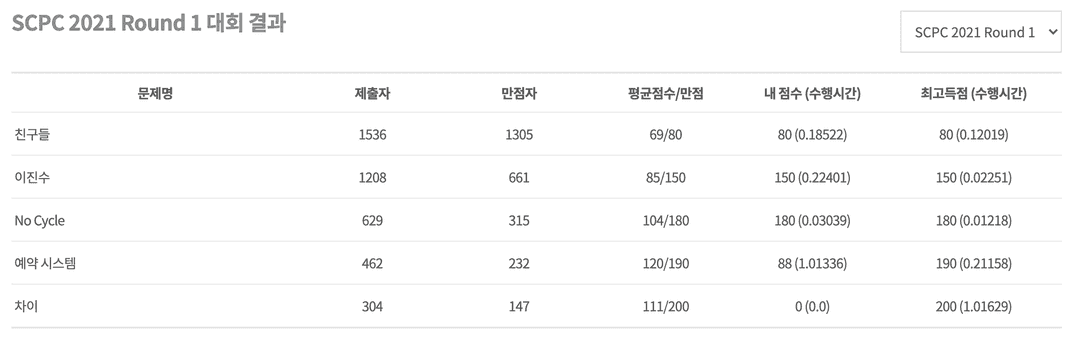 SCPC 2021 Round 1 대회 결과
SCPC 2021 Round 1
문제명 제출자 만점자 평균점수/만점 내 점수 (수행시간) 최고득점 (수행시간)
친구들 1536 1305 69/80 80 (0.18522) 80 (0.12019)
이진수 1208 661 85/150 150 (0.22401) 150 (0.02251)
No Cycle 629 315 104/180 180 (0.03039) 180 (0.01218)
예약 시스템 462 232 120/190 88 (1.01336) 190 (0.21158)
차이 304 147 111/200 0 (0.0) 200 (1.01629)